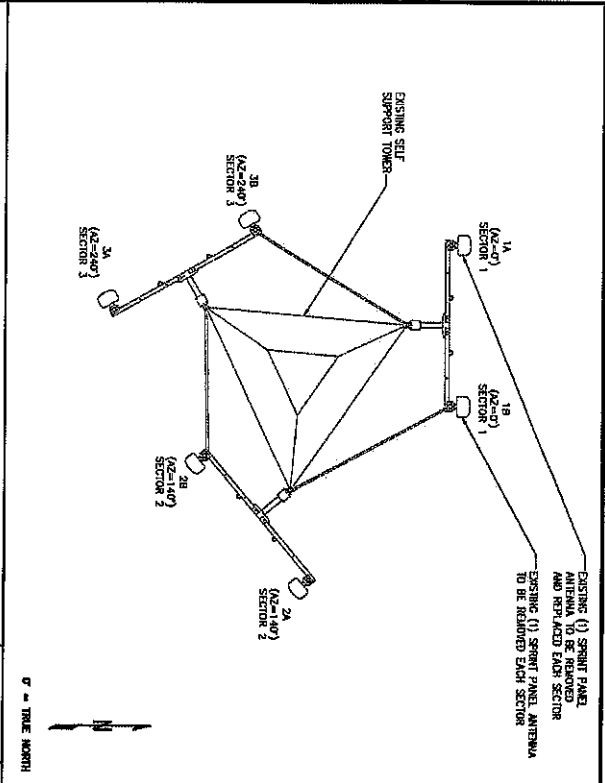 EXISTING SELF
SUPPORT TOWER
1A
(AZ=0°)
SECTOR 1
1B
(AZ=0°)
SECTOR 1
EXISTING (1) SPRINT PANEL
ANTENNA TO BE REMOVED
AND REPLACED EACH SECTOR
EXISTING (1) SPRINT PANEL ANTENNA
TO BE REMOVED EACH SECTOR
3B
(AZ=240°)
SECTOR 3
3A
(AZ=240°)
SECTOR 3
2B
(AZ=140°)
SECTOR 2
2A
(AZ=140°)
SECTOR 2
N
0° = TRUE NORTH